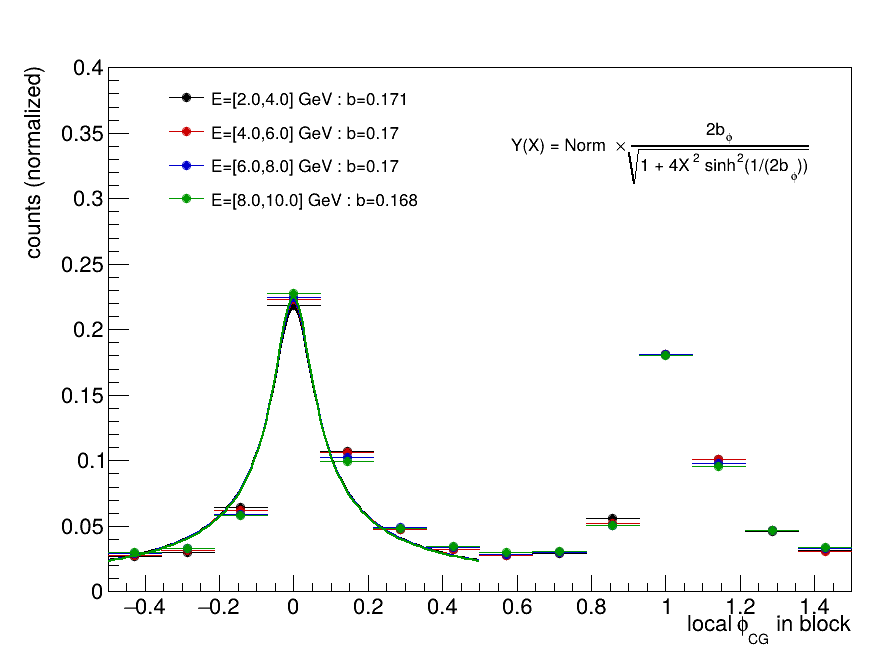 counts (normalized)
0.4
0.35
0.3
0.25
0.2
0.15
0.1
0.05
0
E=[2.0,4.0] GeV : b=0.171
E=[4.0,6.0] GeV : b=0.17
E=[6.0,8.0] GeV : b=0.17
E=[8.0,10.0] GeV : b=0.168
Y(X) = Norm × 2bϕ / √(1 + 4X² sinh²(1/(2bϕ)))
−0.4 −0.2 0 0.2 0.4 0.6 0.8 1 1.2 1.4
local ϕCG in block